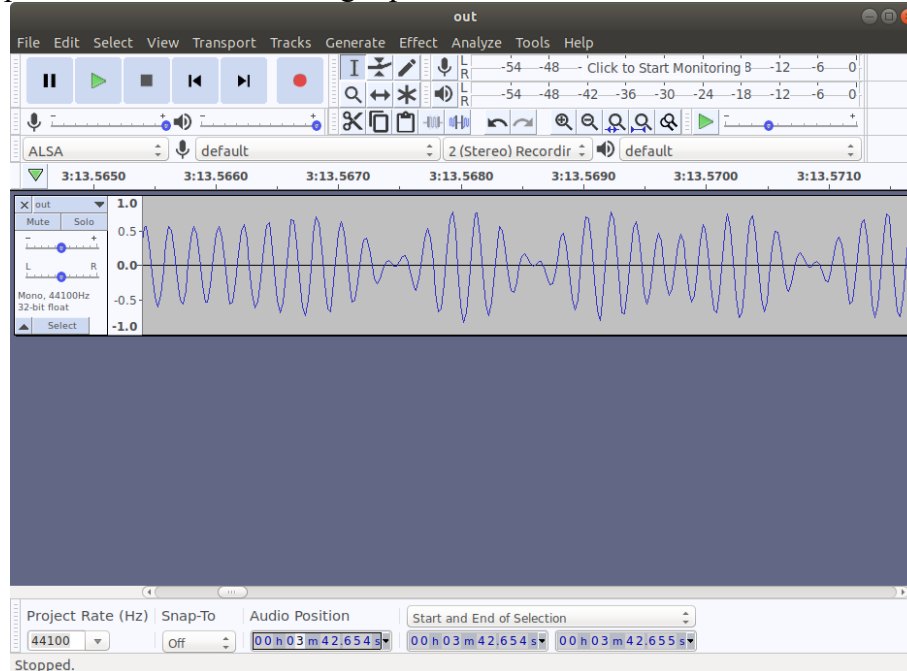 out
File Edit Select View Transport Tracks Generate Effect Analyze Tools Help
L R -54 -48 - Click to Start Monitoring 8 -12 -6 0
L R -54 -48 -42 -36 -30 -24 -18 -12 -6 0
ALSA default 2 (Stereo) Recordir default
3:13.5650 3:13.5660 3:13.5670 3:13.5680 3:13.5690 3:13.5700 3:13.5710
out 1.0
Mute Solo 0.5
- +
L R 0.0
Mono, 44100Hz
32-bit float -0.5
Select -1.0
Project Rate (Hz) Snap-To Audio Position Start and End of Selection
44100 Off 00 h 03 m 42.654 s 00 h 03 m 42.654 s 00 h 03 m 42.655 s
Stopped.